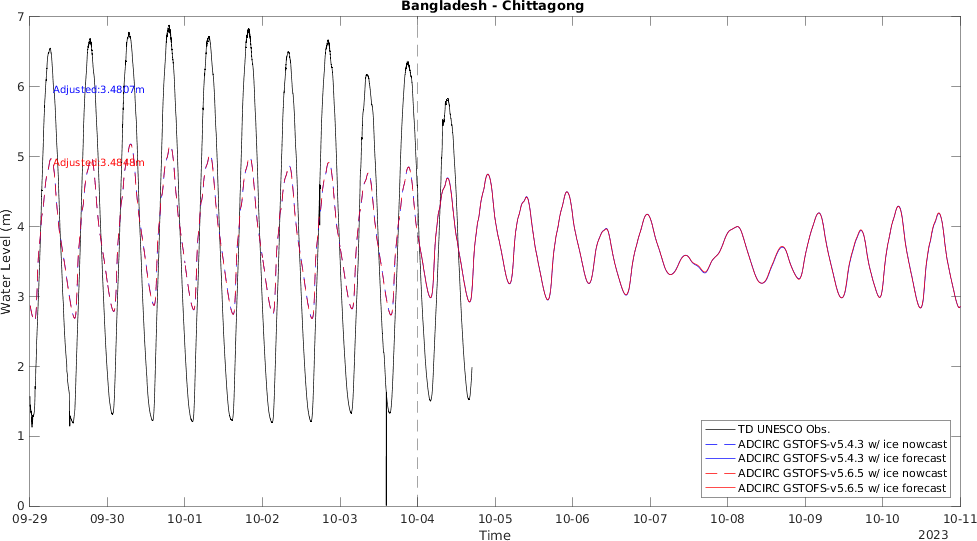 Bangladesh - Chittagong
7
6
5
4
3
2
1
0
Water Level (m)
Adjusted:3.4807m
Adjusted:3.4848m
TD UNESCO Obs.
ADCIRC GSTOFS-v5.4.3 w/ ice nowcast
ADCIRC GSTOFS-v5.4.3 w/ ice forecast
ADCIRC GSTOFS-v5.6.5 w/ ice nowcast
ADCIRC GSTOFS-v5.6.5 w/ ice forecast
09-29 09-30 10-01 10-02 10-03 10-04 10-05 10-06 10-07 10-08 10-09 10-10 10-11
Time
2023